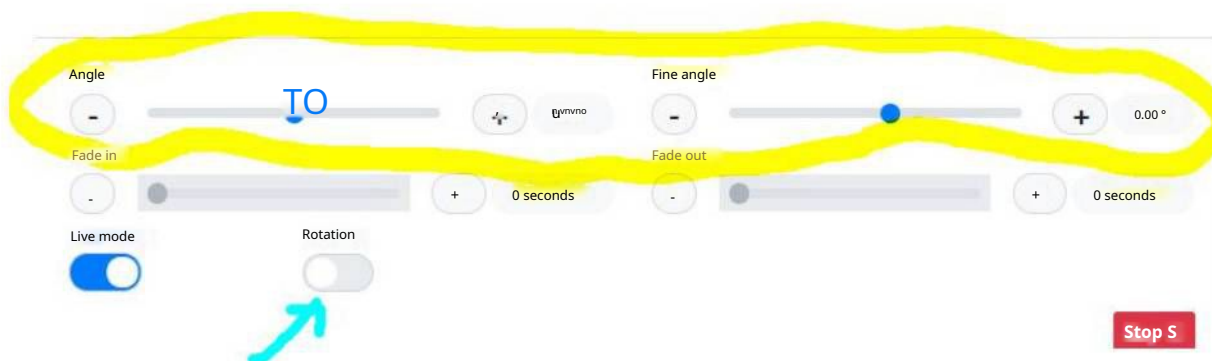 Angle
Fine angle
TO
-
-
+
0.00 °
Fade in
Fade out
-
+
0 seconds
-
+
0 seconds
Live mode
Rotation
Stop S